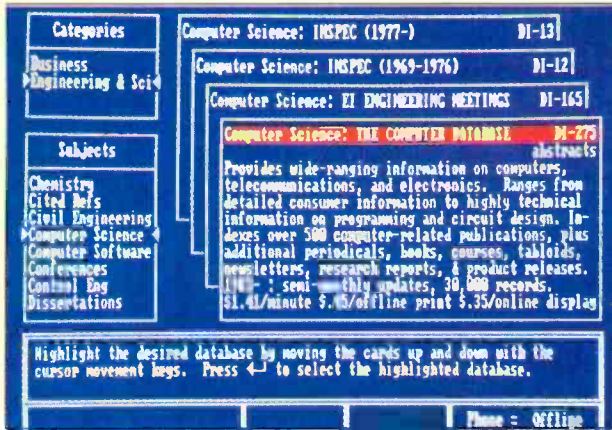 Categories
Business
Engineering & Sci
Subjects
Chemistry
Cited Refs
Civil Engineering
Computer Science
Computer Software
Conferences
Control Eng
Dissertations
Computer Science: INSPEC (1977-) DI-13
Computer Science: INSPEC (1969-1976) DI-12
Computer Science: EI ENGINEERING MEETINGS DI-165
Computer Science: THE COMPUTER DATABASE DI-275
abstracts
Provides wide-ranging information on computers,
telecommunications, and electronics. Ranges from
detailed consumer information to highly technical
information on programming and circuit design. In-
dexes over 500 computer-related publications, plus
additional periodicals, books, courses, tabloids,
newsletters, research reports, & product releases.
- : semi-monthly updates, 30,000 records.
$1.41/minute /offline print $.35/online display
Highlight the desired database by moving the cards up and down with the
cursor movement keys. Press ↵ to select the highlighted database.
Phone = Offline